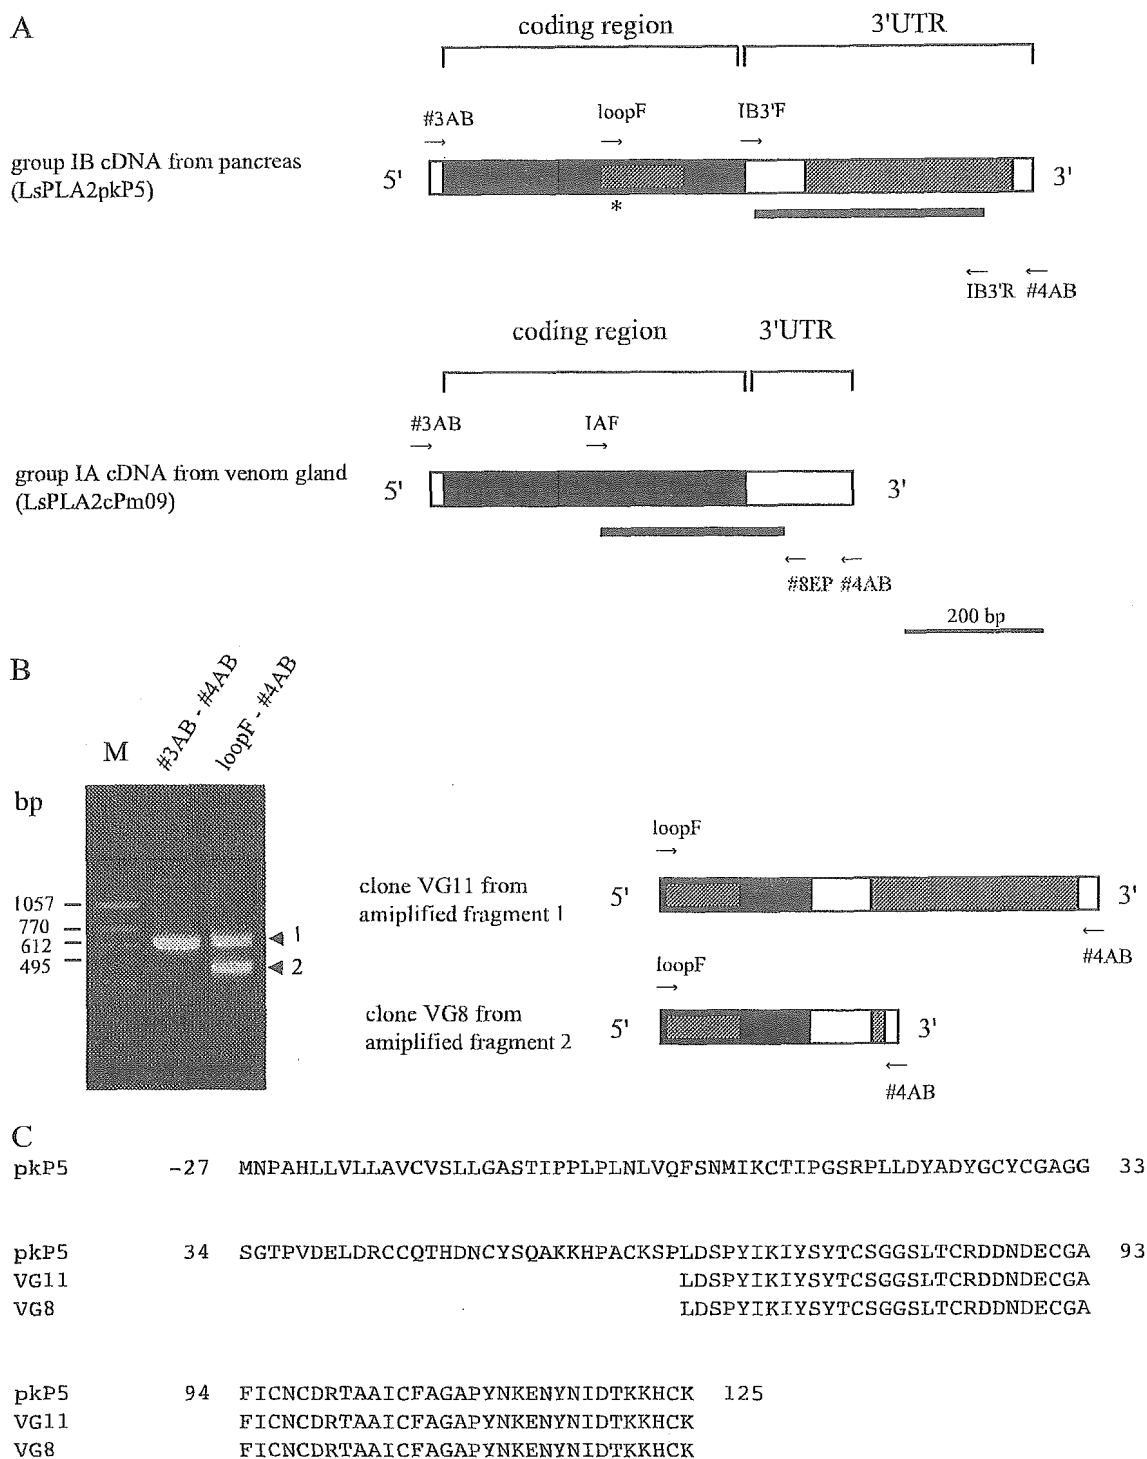 A
coding region 3'UTR
#3AB loopF IB3'F
group IB cDNA from pancreas
(LsPLA2pkP5)
5' 3'
*
IB3'R #4AB
coding region 3'UTR
#3AB IAF
group IA cDNA from venom gland
(LsPLA2cPm09)
5' 3'
#8EP #4AB
200 bp
B
M #3AB - #4AB loopF - #4AB
bp
1057
770
612
495
1
2
loopF
clone VG11 from
amiplified fragment 1
5' 3'
#4AB
loopF
clone VG8 from
amiplified fragment 2
5' 3'
#4AB
C
pkP5 -27 MNPAHLLVLLAVCVSLLGASTIPPLPLNLVQFSNMIKCTIPGSRPLLDYADYGCYCGAGG 33
pkP5 34 SGTPVDELDRCCQTHDNCYSQAKKHPACKSPLDSPYIKIYSYTCSGGSLTCRDDNDECGA 93
VG11 LDSPYIKIYSYTCSGGSLTCRDDNDECGA
VG8 LDSPYIKIYSYTCSGGSLTCRDDNDECGA
pkP5 94 FICNCDRTAAICFAGAPYNKENYNIDTKKHCK 125
VG11 FICNCDRTAAICFAGAPYNKENYNIDTKKHCK
VG8 FICNCDRTAAICFAGAPYNKENYNIDTKKHCK